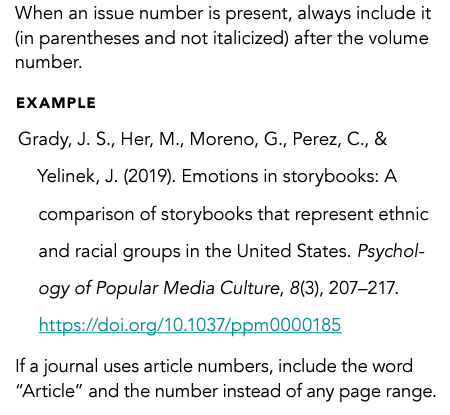 When an issue number is present, always include it
(in parentheses and not italicized) after the volume
number.
EXAMPLE
Grady, J. S., Her, M., Moreno, G., Perez, C., &
Yelinek, J. (2019). Emotions in storybooks: A
comparison of storybooks that represent ethnic
and racial groups in the United States. Psychol-
ogy of Popular Media Culture, 8(3), 207–217.
https://doi.org/10.1037/ppm0000185
If a journal uses article numbers, include the word
“Article” and the number instead of any page range.